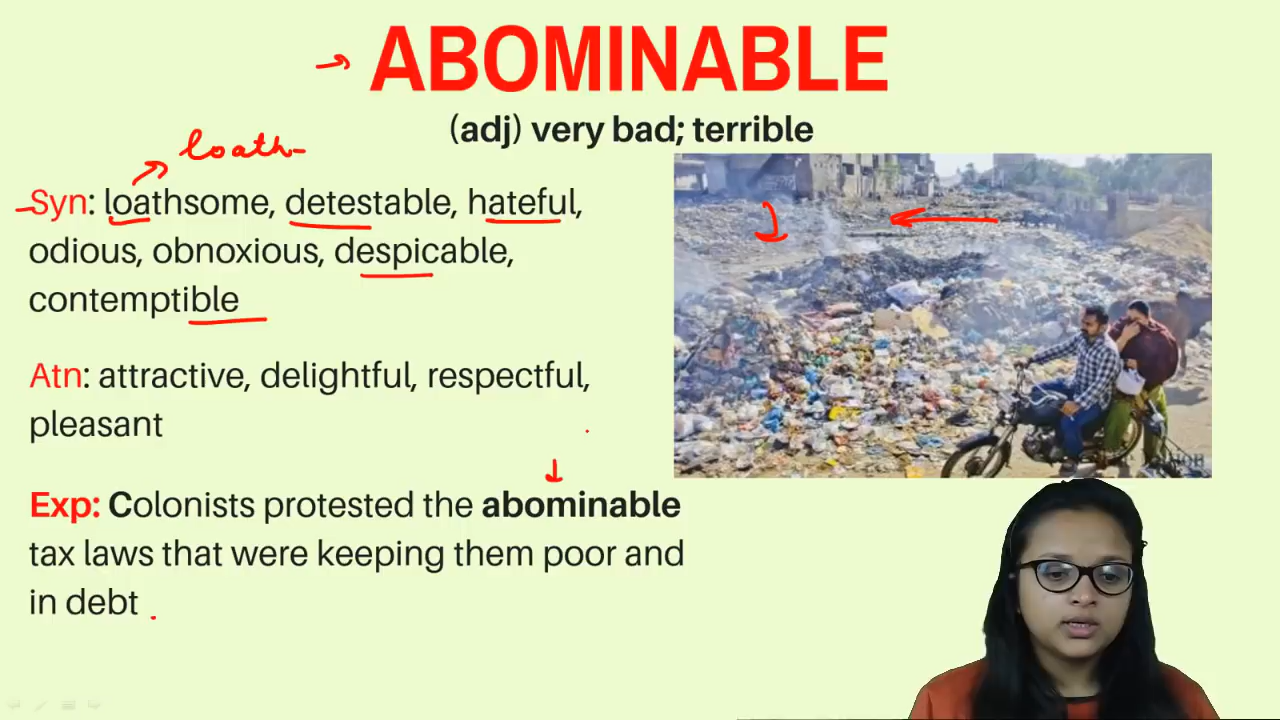 ABOMINABLE
(adj) very bad; terrible
loath-
Syn: loathsome, detestable, hateful,
odious, obnoxious, despicable,
contemptible
Atn: attractive, delightful, respectful,
pleasant
Exp: Colonists protested the abominable
tax laws that were keeping them poor and
in debt